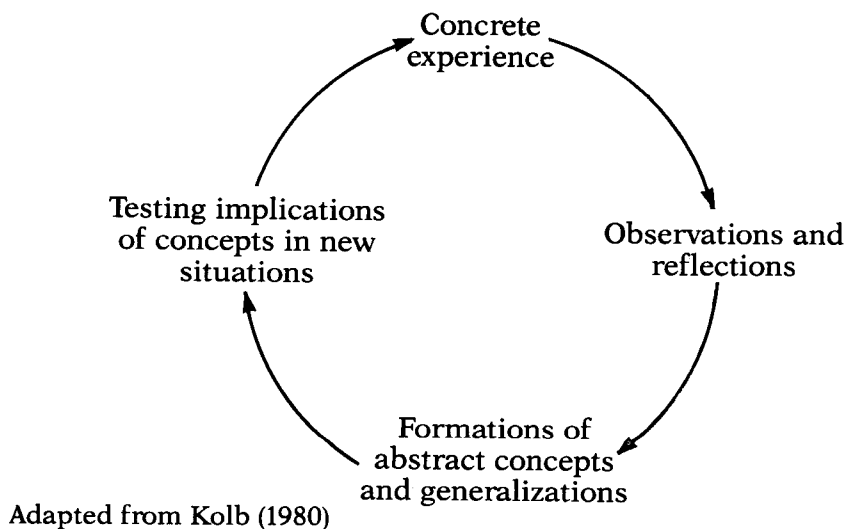 Concrete
experience
Observations and
reflections
Formations of
abstract concepts
and generalizations
Testing implications
of concepts in new
situations
Adapted from Kolb (1980)